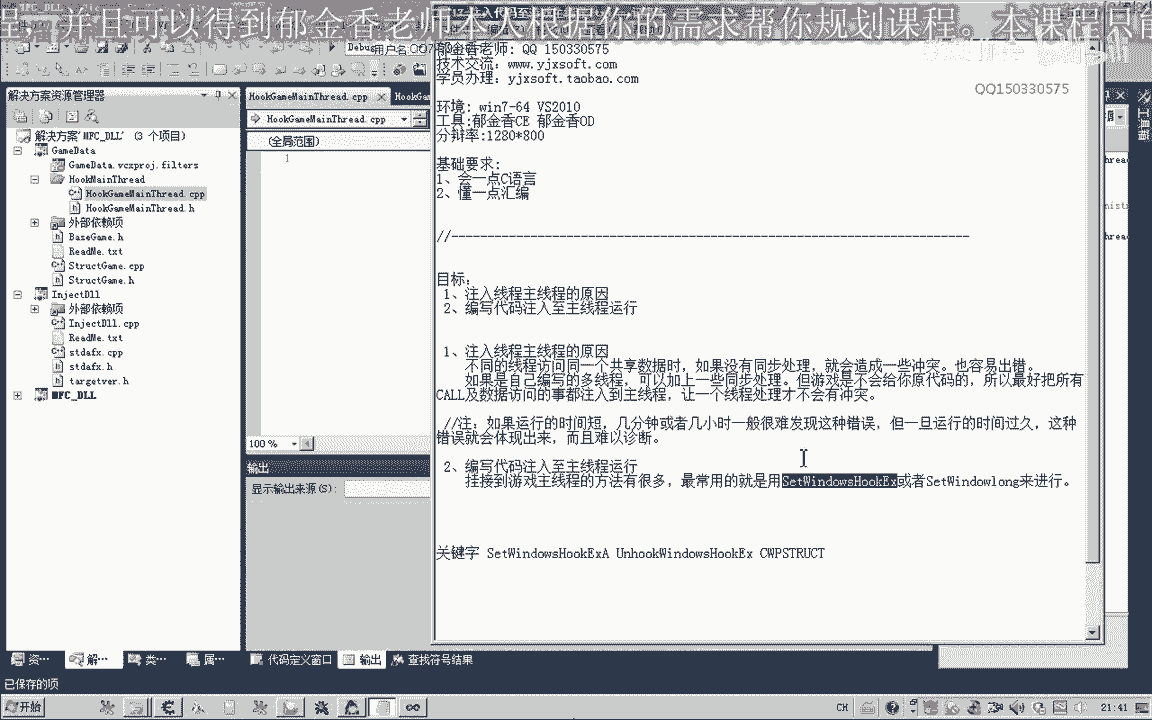 并且可以得到郁金香老师本人根据你的需求帮你规划课程。本课程只能
郁金香老师: QQ 150330575
技术交流: www.yjxsoft.com
学员办理: yjxsoft.taobao.com
QQ150330575
环境: win7-64 VS2010
工具:郁金香CE 郁金香OD
分辩率:1280*800
基础要求:
1、会一点C语言
2、懂一点汇编
//
目标:
1、注入线程主线程的原因
2、编写代码注入至主线程运行
1、注入线程主线程的原因
不同的线程访问同一个共享数据时，如果没有同步处理，就会造成一些冲突。也容易出错。
如果是自己编写的多线程，可以加上一些同步处理。但游戏是不会给你原代码的，所以最好把所有
CALL及数据访问的事都注入到主线程，让一个线程处理才不会有冲突。
//注: 如果运行的时间短，几分钟或者几小时一般很难发现这种错误，但一旦运行的时间过久，这种
错误就会体现出来，而且难以诊断。
2、编写代码注入至主线程运行
挂接到游戏主线程的方法有很多，最常用的就是用SetWindowsHookEx或者SetWindowlong来进行。
关键字 SetWindowsHookExA UnhookWindowsHookEx CWPSTRUCT
解决方案资源管理器
解决方案'MFC_DLL' (3 个项目)
GameData
GameData.vcxproj.filters
HookMainThread
HookGameMainThread.cpp
HookGameMainThread.h
外部依赖项
BaseGame.h
ReadMe.txt
StructGame.cpp
StructGame.h
InjectDll
外部依赖项
InjectDll.cpp
ReadMe.txt
stdafx.cpp
stdafx.h
targetver.h
MFC_DLL
HookGameMainThread.cpp
HookGameMainThread.cpp
(全局范围)
1
100 %
输出
显示输出来源(S):
工具箱
资… 解… 类… 属…
代码定义窗口 输出 查找符号结果
已保存的项
开始
CH
21:41